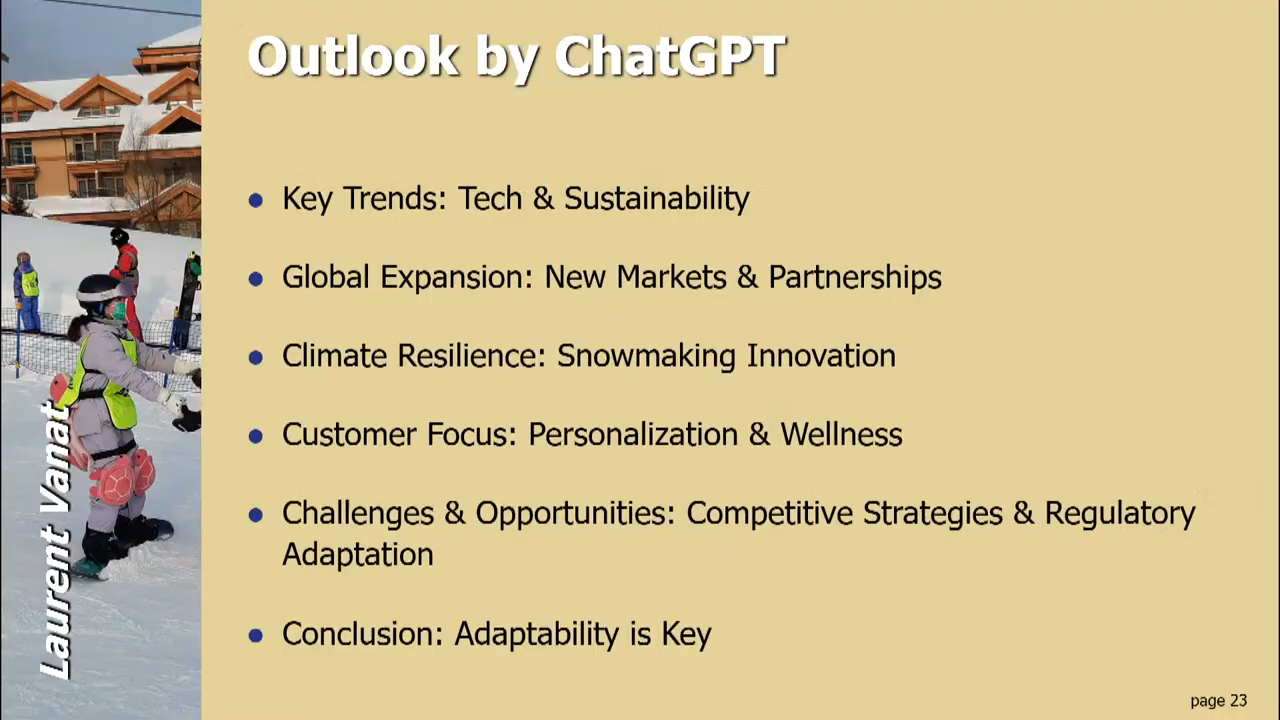 Outlook by ChatGPT
Laurent Vanat
• Key Trends: Tech & Sustainability
• Global Expansion: New Markets & Partnerships
• Climate Resilience: Snowmaking Innovation
• Customer Focus: Personalization & Wellness
• Challenges & Opportunities: Competitive Strategies & Regulatory
Adaptation
• Conclusion: Adaptability is Key
page 23